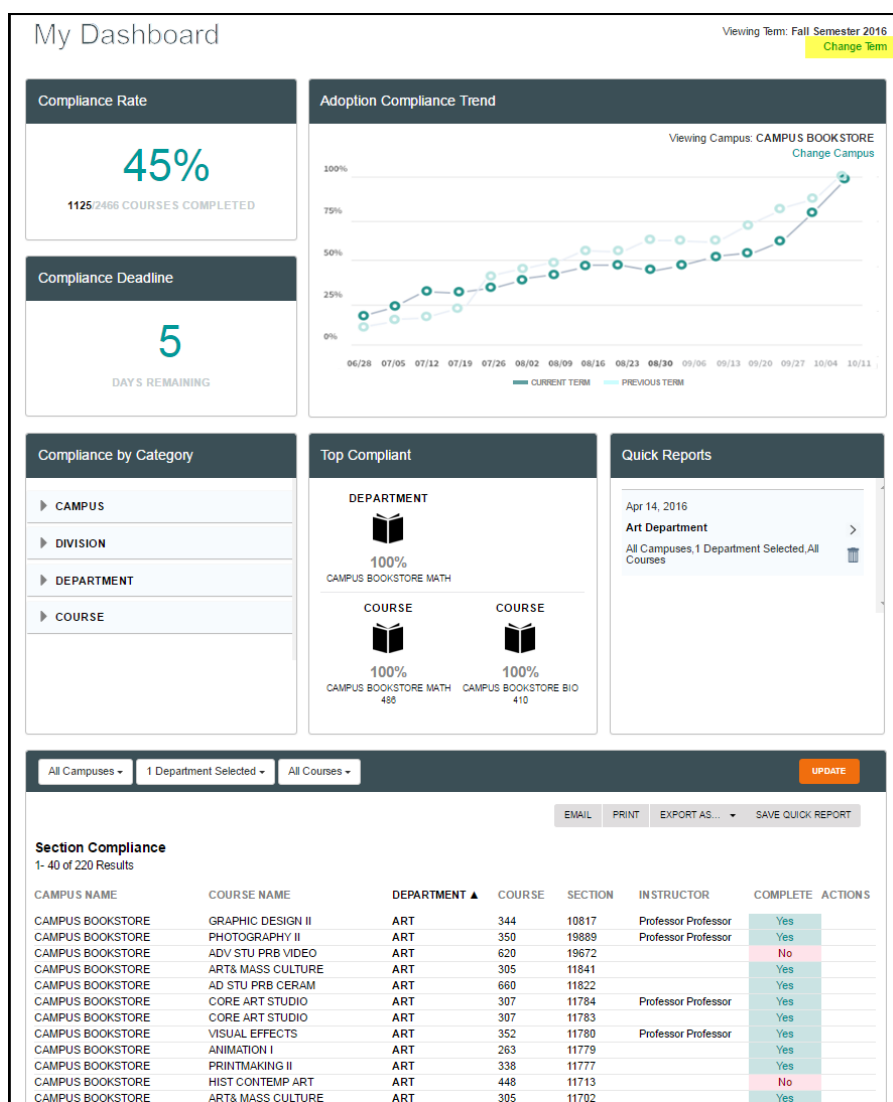 My Dashboard
Viewing Term: Fall Semester 2016
Change Term
Compliance Rate
45%
1125/2466 COURSES COMPLETED
Compliance Deadline
5
DAYS REMAINING
Adoption Compliance Trend
Viewing Campus: CAMPUS BOOKSTORE
Change Campus
100%
75%
50%
25%
0%
06/28 07/05 07/12 07/19 07/26 08/02 08/09 08/16 08/23 08/30 09/06 09/13 09/20 09/27 10/04 10/11
CURRENT TERM PREVIOUS TERM
Compliance by Category
CAMPUS
DIVISION
DEPARTMENT
COURSE
Top Compliant
DEPARTMENT
100%
CAMPUS BOOKSTORE MATH
COURSE
100%
CAMPUS BOOKSTORE MATH
486
COURSE
100%
CAMPUS BOOKSTORE BIO
410
Quick Reports
Apr 14, 2016
Art Department
All Campuses,1 Department Selected,All
Courses
All Campuses 1 Department Selected All Courses UPDATE
EMAIL PRINT EXPORT AS... SAVE QUICK REPORT
Section Compliance
1- 40 of 220 Results
CAMPUS NAME COURSE NAME DEPARTMENT ▲ COURSE SECTION INSTRUCTOR COMPLETE ACTIONS
CAMPUS BOOKSTORE GRAPHIC DESIGN II ART 344 10817 Professor Professor Yes
CAMPUS BOOKSTORE PHOTOGRAPHY II ART 350 19889 Professor Professor Yes
CAMPUS BOOKSTORE ADV STU PRB VIDEO ART 620 19672 No
CAMPUS BOOKSTORE ART& MASS CULTURE ART 305 11841 Yes
CAMPUS BOOKSTORE AD STU PRB CERAM ART 660 11822 Yes
CAMPUS BOOKSTORE CORE ART STUDIO ART 307 11784 Professor Professor Yes
CAMPUS BOOKSTORE CORE ART STUDIO ART 307 11783 Yes
CAMPUS BOOKSTORE VISUAL EFFECTS ART 352 11780 Professor Professor Yes
CAMPUS BOOKSTORE ANIMATION I ART 263 11779 Yes
CAMPUS BOOKSTORE PRINTMAKING II ART 338 11777 Yes
CAMPUS BOOKSTORE HIST CONTEMP ART ART 448 11713 No
CAMPUS BOOKSTORE ART& MASS CULTURE ART 305 11702 Yes